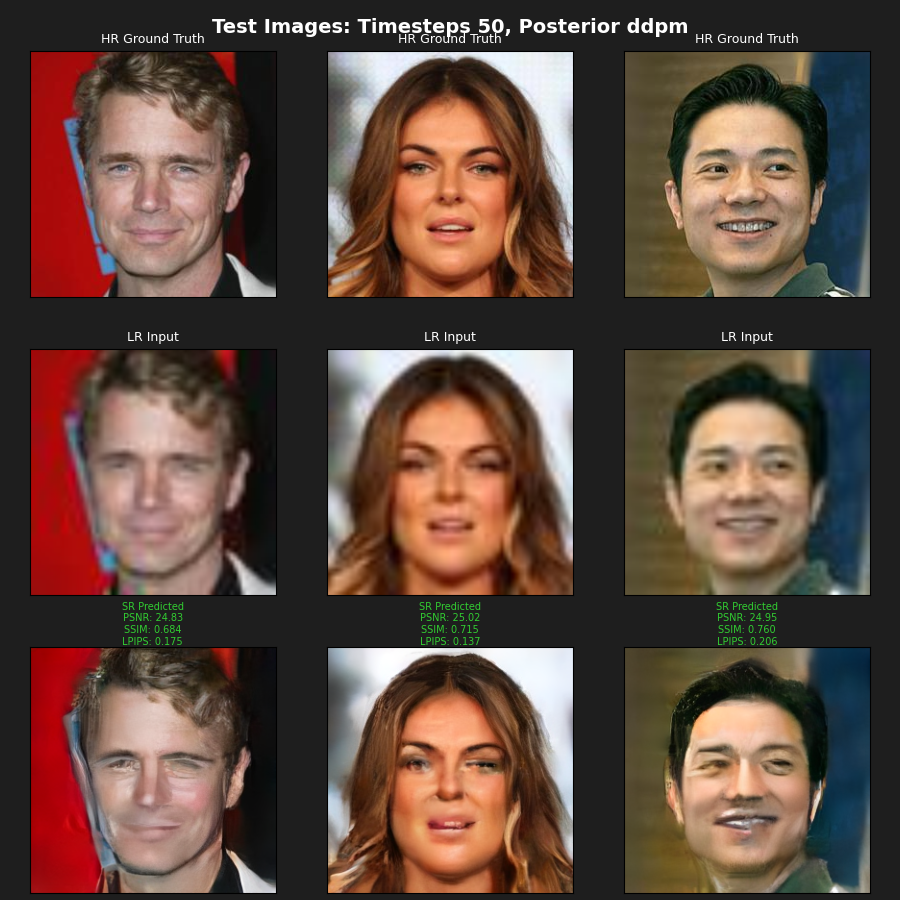 Test Images: Timesteps 50, Posterior ddpm
HR Ground Truth
HR Ground Truth
HR Ground Truth
LR Input
LR Input
LR Input
SR Predicted
PSNR: 24.83
SSIM: 0.684
LPIPS: 0.175
SR Predicted
PSNR: 25.02
SSIM: 0.715
LPIPS: 0.137
SR Predicted
PSNR: 24.95
SSIM: 0.760
LPIPS: 0.206